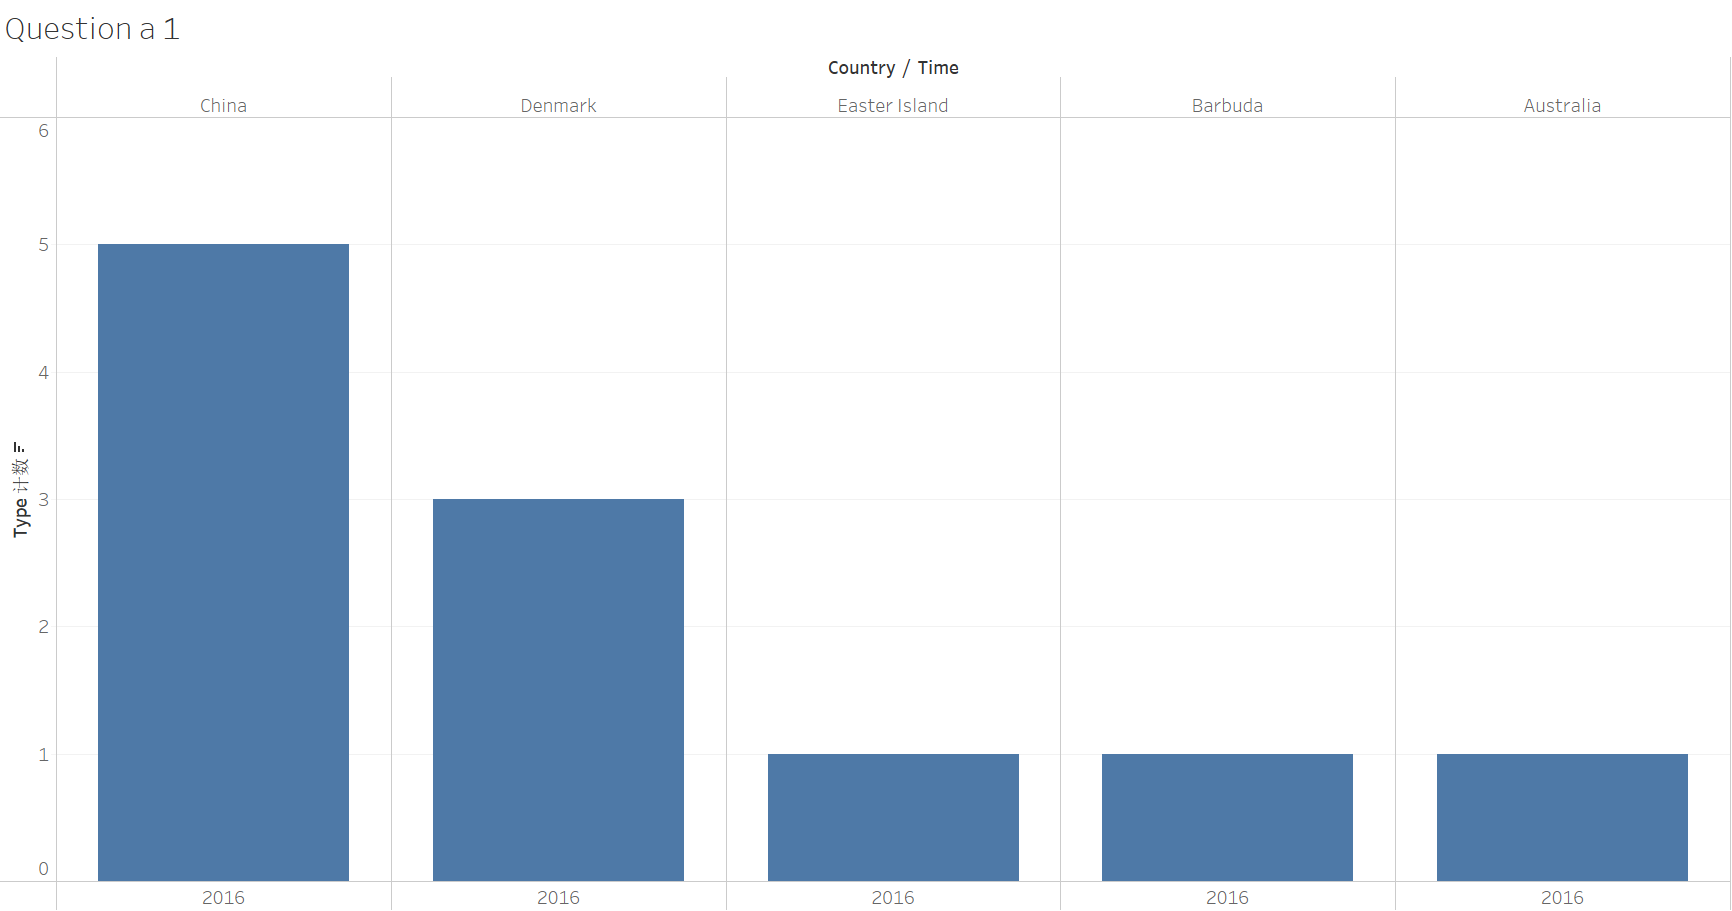 Question a 1
Country / Time
China Denmark Easter Island Barbuda Australia
6
5
4
3
2
1
0
Type 计数
2016 2016 2016 2016 2016